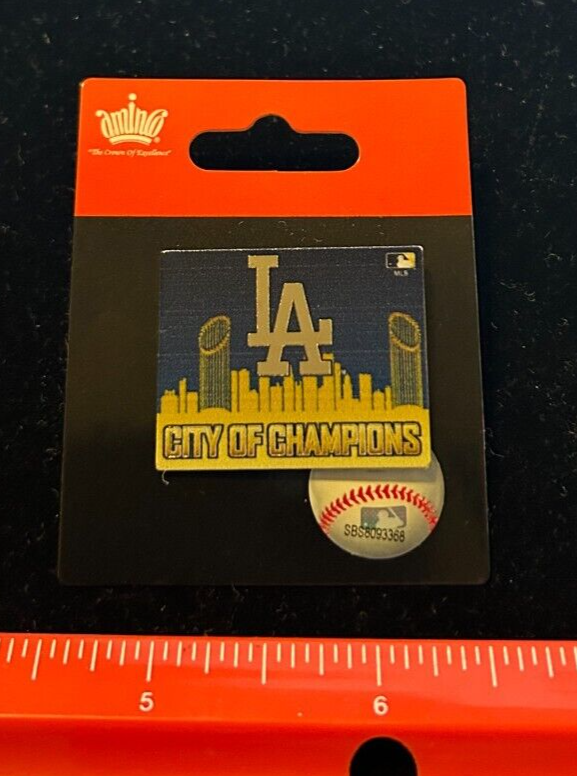 aminco®
"The Crown Of Excellence"
LA
MLB
CITY OF CHAMPIONS
SBS8093368
5 6